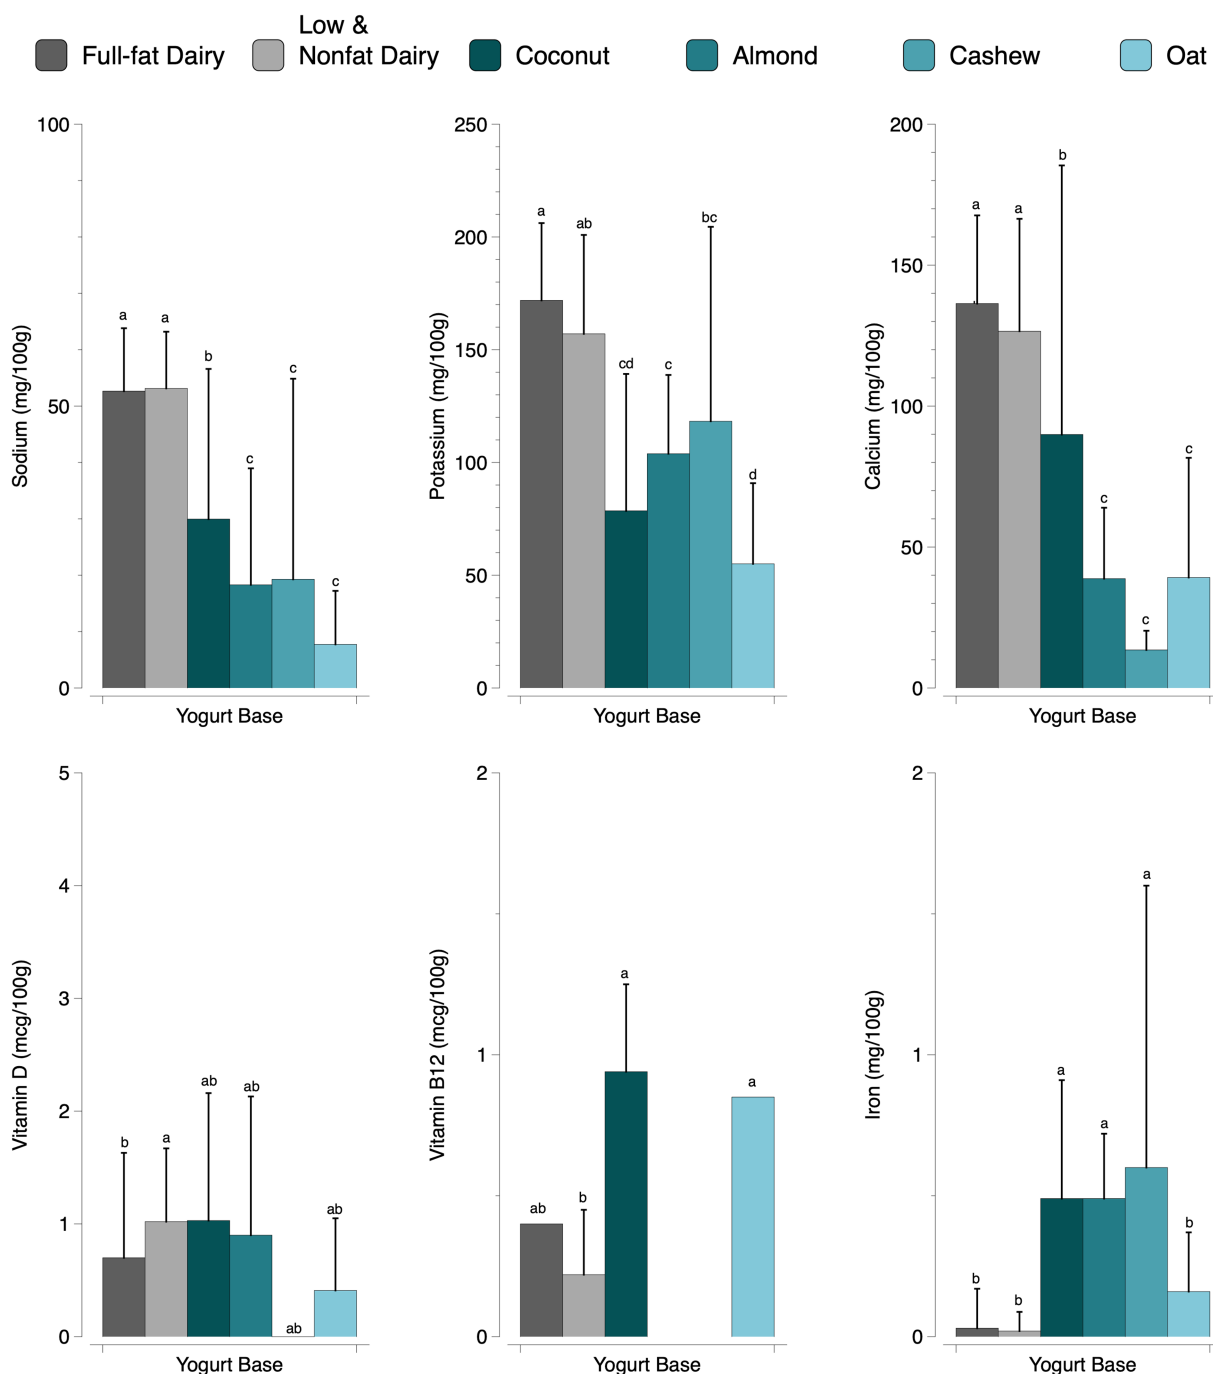 Full-fat Dairy
Low &
Nonfat Dairy
Coconut
Almond
Cashew
Oat
Sodium (mg/100g)
100
50
0
a
a
b
c
c
c
Yogurt Base
Potassium (mg/100g)
250
200
150
100
50
0
a
ab
cd
c
bc
d
Yogurt Base
Calcium (mg/100g)
200
150
100
50
0
a
a
b
c
c
c
Yogurt Base
Vitamin D (mcg/100g)
5
4
3
2
1
0
b
a
ab
ab
ab
ab
Yogurt Base
Vitamin B12 (mcg/100g)
2
1
0
ab
b
a
a
Yogurt Base
Iron (mg/100g)
2
1
0
b
b
a
a
a
b
Yogurt Base